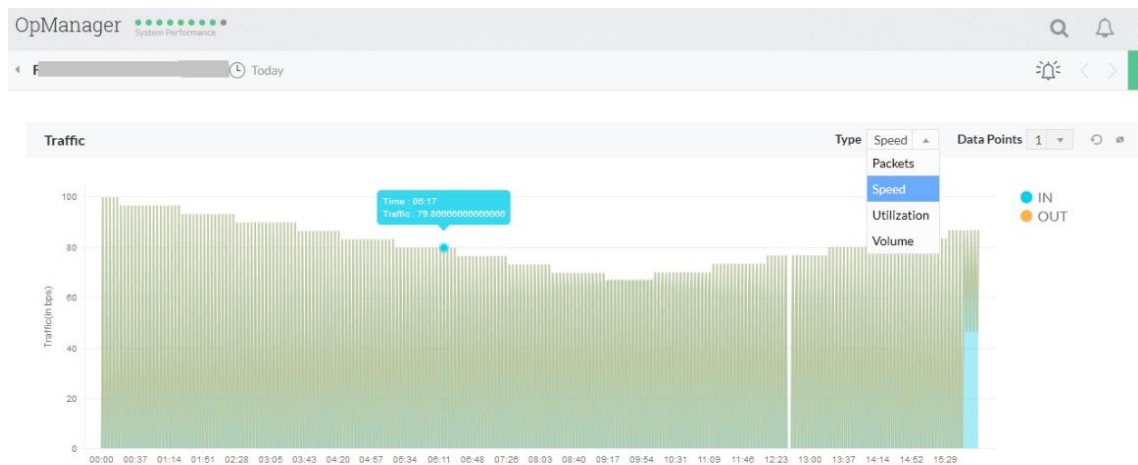 OpManager
System Performance
F
Today
Traffic
Type Speed Data Points 1
Packets
Speed
Utilization
Volume
IN
OUT
Time : 06:17
Traffic : 79.86666666666666
Traffic(in bps)
100
80
60
40
20
0
00:00 00:37 01:14 01:51 02:28 03:05 03:43 04:20 04:57 05:34 06:11 06:48 07:26 08:03 08:40 09:17 09:54 10:31 11:09 11:46 12:23 13:00 13:37 14:14 14:52 15:29